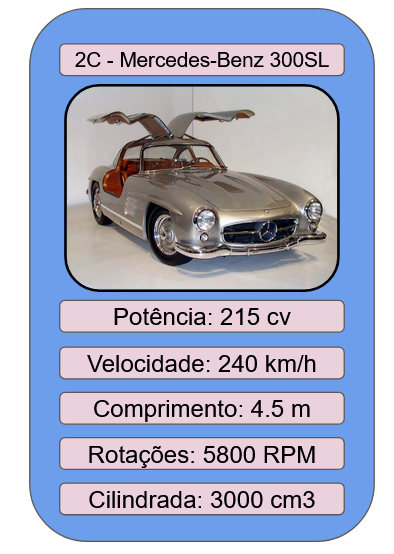 2C - Mercedes-Benz 300SL
Potência: 215 cv
Velocidade: 240 km/h
Comprimento: 4.5 m
Rotações: 5800 RPM
Cilindrada: 3000 cm3